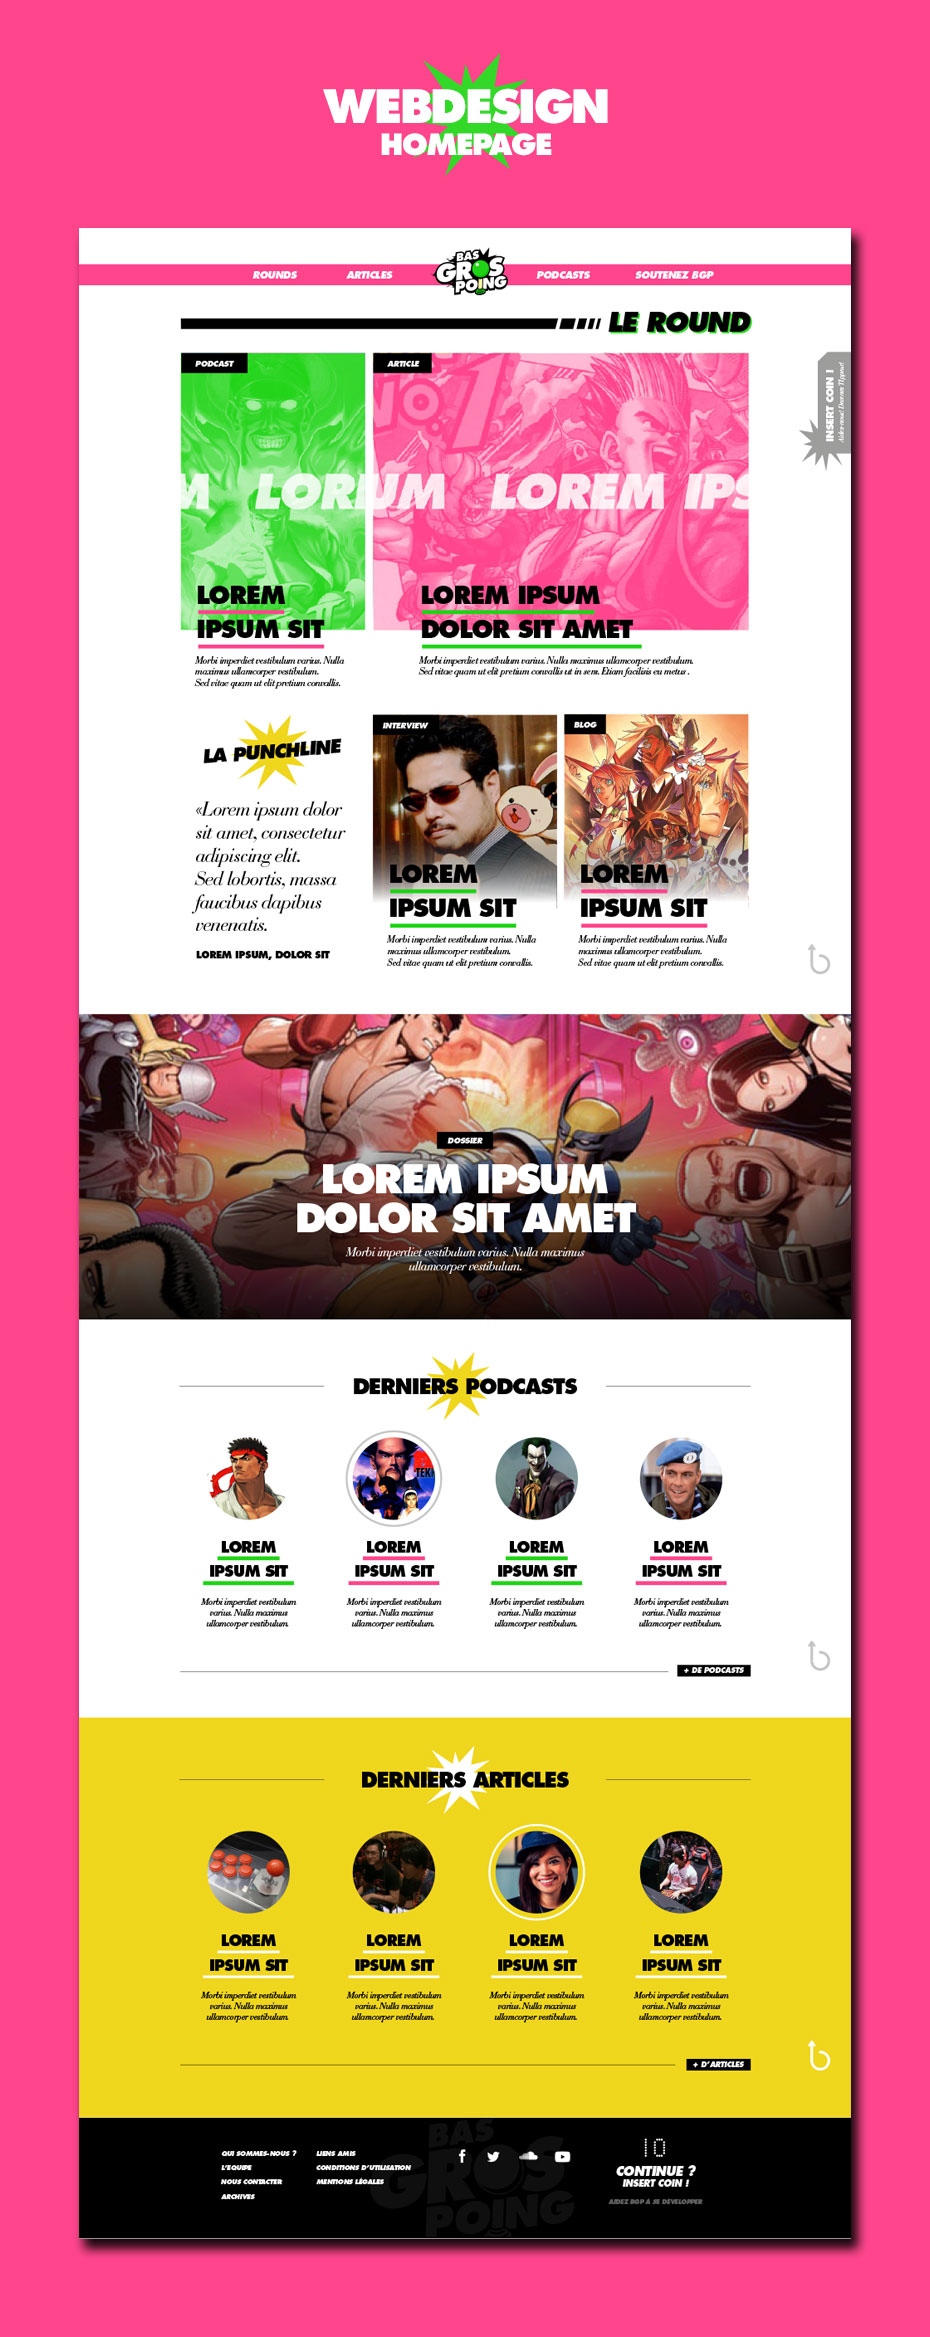 WEBDESIGN
HOMEPAGE
ROUNDS ARTICLES BAS GROS POING PODCASTS SOUTENEZ BGP
LE ROUND
PODCAST
ARTICLE
INSERT COIN !
NO.1
M LORI
UM LOREM IPS
LOREM
IPSUM SIT
Morbi imperdiet vestibulum varius. Nulla
maximus ullamcorper vestibulum.
Sed vitae quam ut elit pretium convallis.
LOREM IPSUM
DOLOR SIT AMET
Morbi imperdiet vestibulum varius. Nulla maximus ullamcorper vestibulum.
Sed vitae quam ut elit pretium convallis ut in sem. Etiam facilisis eu metus .
LA PUNCHLINE
«Lorem ipsum dolor
sit amet, consectetur
adipiscing elit.
Sed lobortis, massa
faucibus dapibus
venenatis.
LOREM IPSUM, DOLOR SIT
INTERVIEW
LOREM
IPSUM SIT
Morbi imperdiet vestibulum varius. Nulla
maximus ullamcorper vestibulum.
Sed vitae quam ut elit pretium convallis.
BLOG
LOREM
IPSUM SIT
Morbi imperdiet vestibulum varius. Nulla
maximus ullamcorper vestibulum.
Sed vitae quam ut elit pretium convallis.
DOSSIER
LOREM IPSUM
DOLOR SIT AMET
Morbi imperdiet vestibulum varius. Nulla maximus
ullamcorper vestibulum.
DERNIERS PODCASTS
TEK
LOREM
IPSUM SIT
Morbi imperdiet vestibulum
varius. Nulla maximus
ullamcorper vestibulum.
LOREM
IPSUM SIT
Morbi imperdiet vestibulum
varius. Nulla maximus
ullamcorper vestibulum.
LOREM
IPSUM SIT
Morbi imperdiet vestibulum
varius. Nulla maximus
ullamcorper vestibulum.
LOREM
IPSUM SIT
Morbi imperdiet vestibulum
varius. Nulla maximus
ullamcorper vestibulum.
+ DE PODCASTS
DERNIERS ARTICLES
LOREM
IPSUM SIT
Morbi imperdiet vestibulum
varius. Nulla maximus
ullamcorper vestibulum.
LOREM
IPSUM SIT
Morbi imperdiet vestibulum
varius. Nulla maximus
ullamcorper vestibulum.
LOREM
IPSUM SIT
Morbi imperdiet vestibulum
varius. Nulla maximus
ullamcorper vestibulum.
LOREM
IPSUM SIT
Morbi imperdiet vestibulum
varius. Nulla maximus
ullamcorper vestibulum.
+ D'ARTICLES
QUI SOMMES-NOUS ?
L'EQUIPE
NOUS CONTACTER
ARCHIVES
LIENS AMIS
CONDITIONS D'UTILISATION
MENTIONS LÉGALES
BAS
GROS
POING
10
CONTINUE ?
INSERT COIN !
AIDEZ BGP À SE DÉVELOPPER